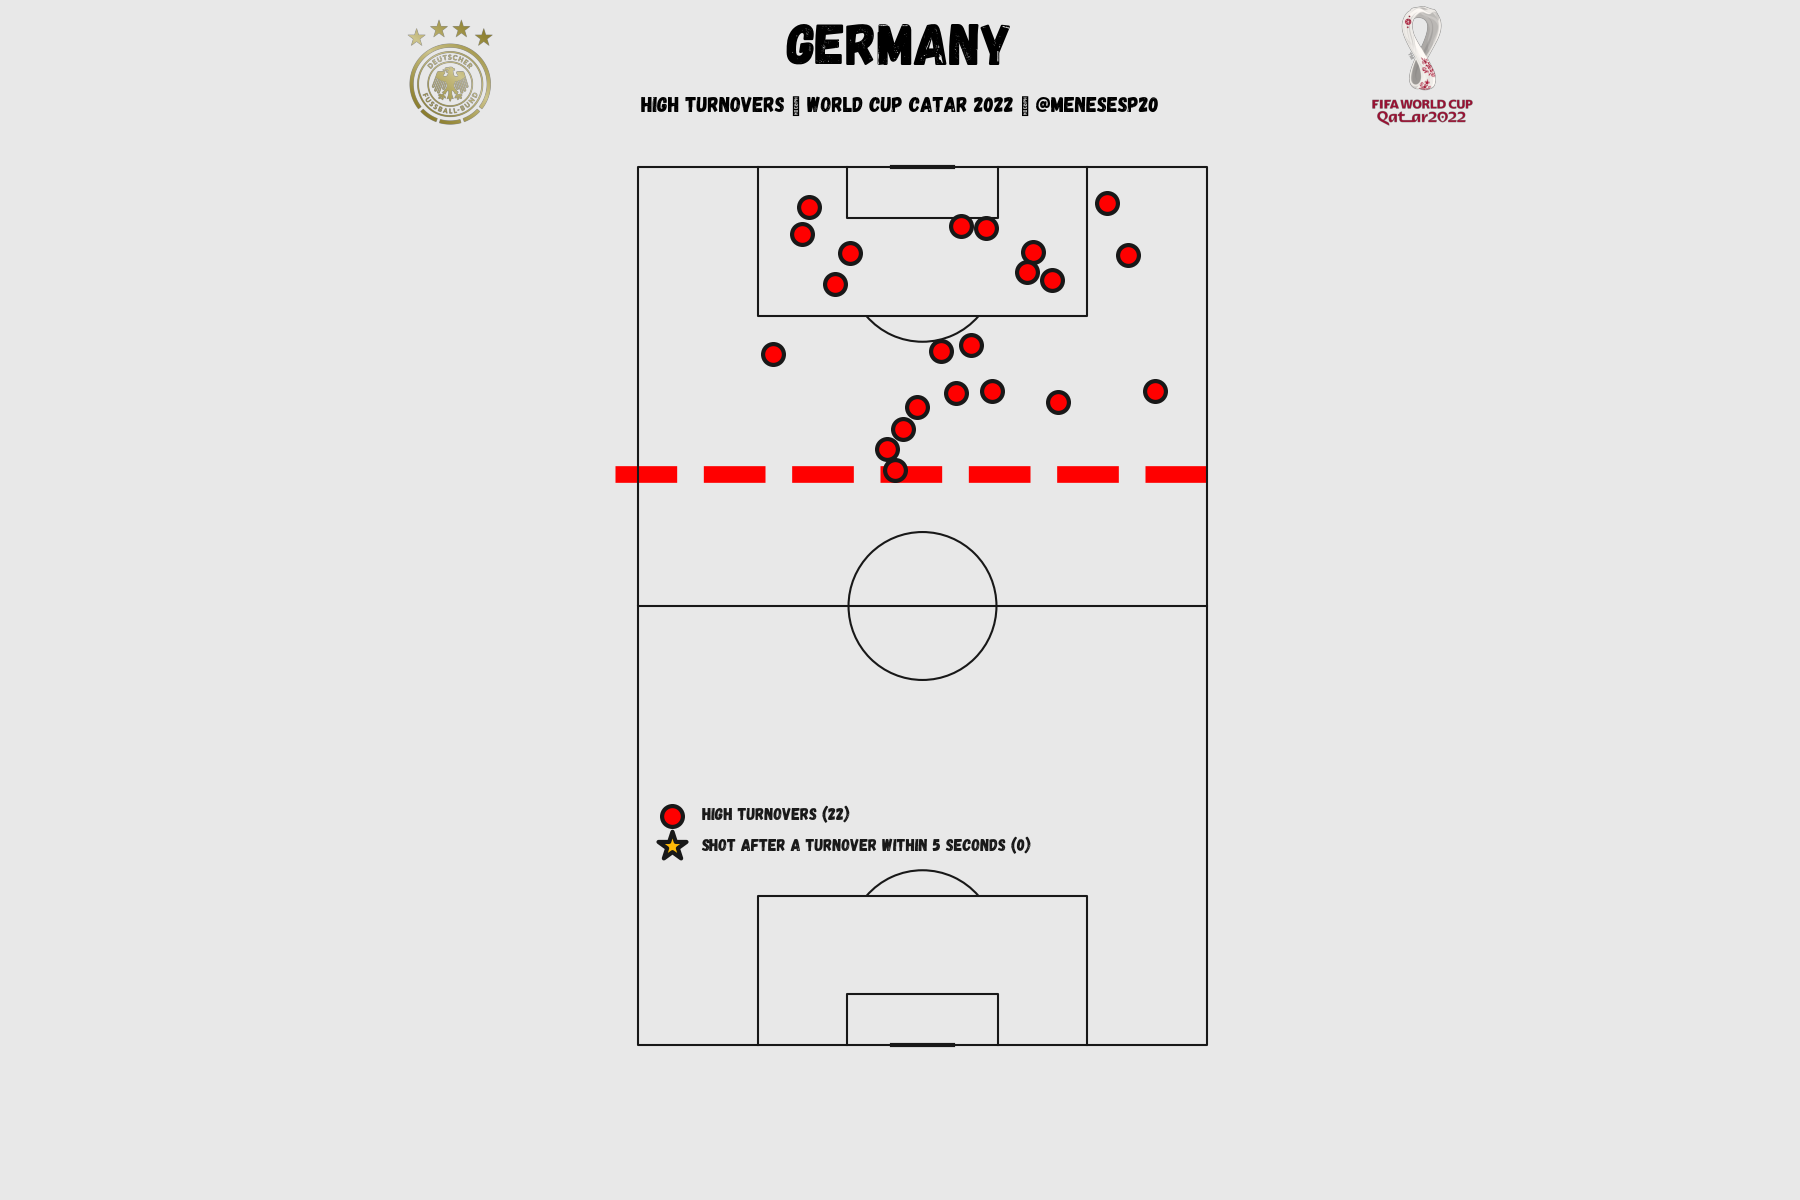 GERMANY
HIGH TURNOVERS ▯ WORLD CUP CATAR 2022 ▯ @MENESESP20
DEUTSCHER
FUSSBALL-BUND
FIFA WORLD CUP
Qatar2022
HIGH TURNOVERS (22)
SHOT AFTER A TURNOVER WITHIN 5 SECONDS (0)